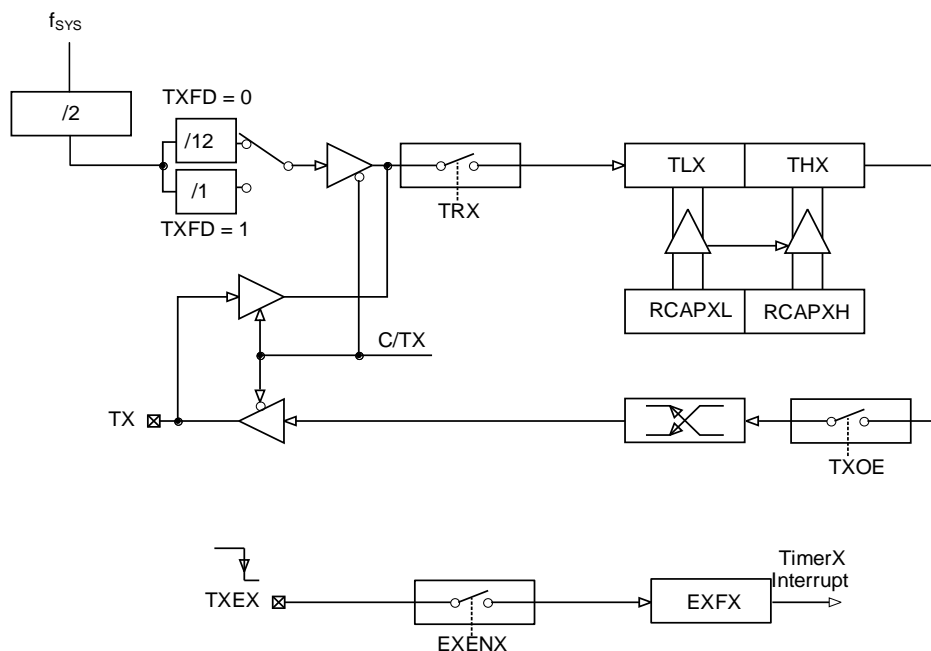 fSYS
/2
TXFD = 0
/12
/1
TXFD = 1
TRX
TLX
THX
RCAPXL
RCAPXH
C/TX
TX
TXOE
TXEX
EXENX
EXFX
TimerX
Interrupt